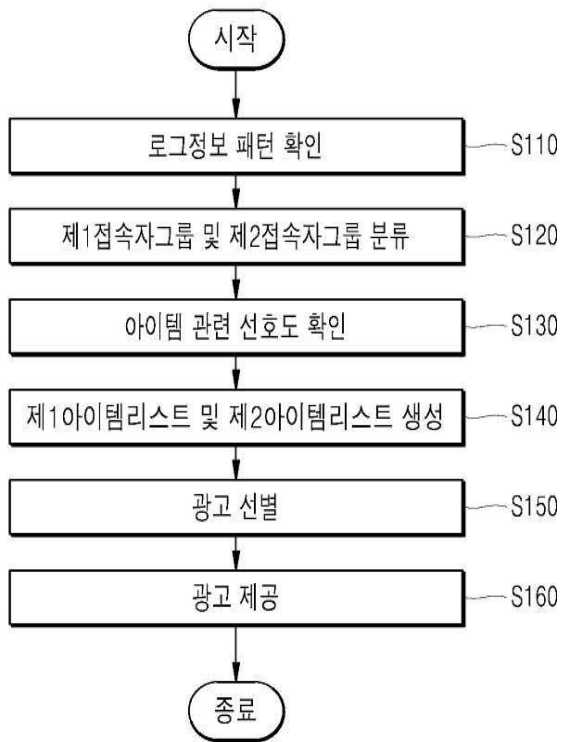 시작
로그정보 패턴 확인 S110
제1접속자그룹 및 제2접속자그룹 분류 S120
아이템 관련 선호도 확인 S130
제1아이템리스트 및 제2아이템리스트 생성 S140
광고 선별 S150
광고 제공 S160
종료